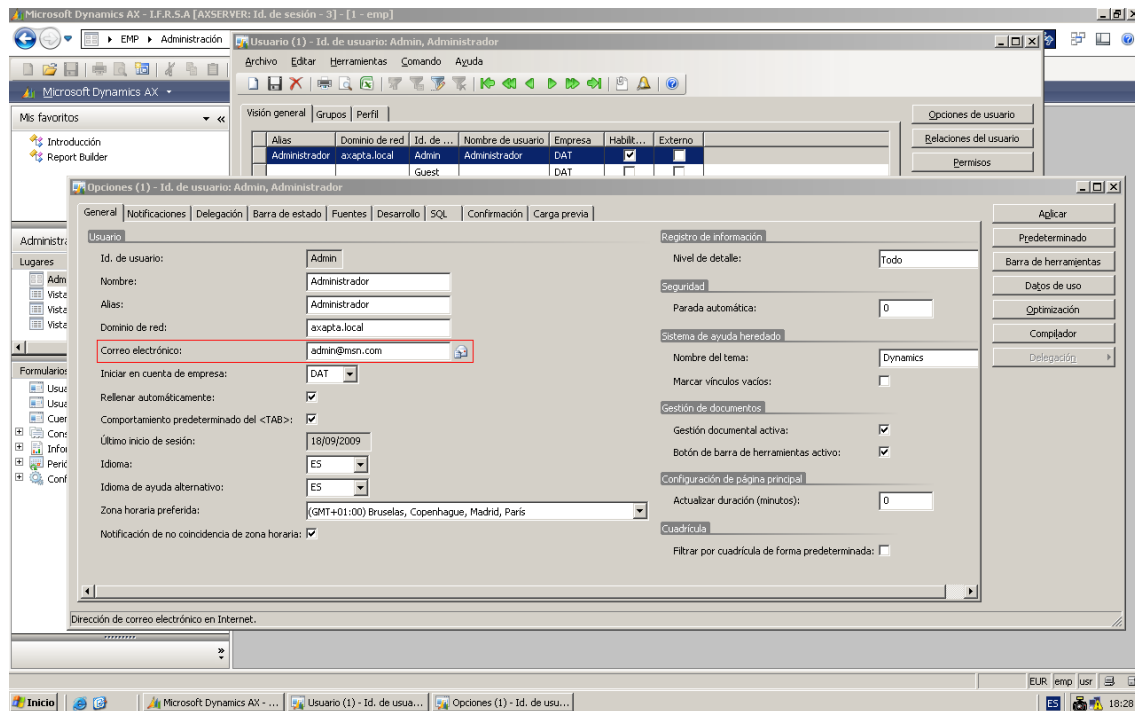 Microsoft Dynamics AX - I.F.R.S.A [AXSERVER: Id. de sesión - 3] - [1 - emp]
EMP Administración
Microsoft Dynamics AX
Mis favoritos
Introducción
Report Builder
Lugares
Vista
Vista
Vista
Formularios
Usuario (1) - Id. de usuario: Admin, Administrador
Archivo Editar Herramientas Comando Ayuda
Visión general Grupos Perfil
Opciones de usuario
Relaciones del usuario
Permisos
Alias Dominio de red Id. de ... Nombre de usuario Empresa Habilit... Externo
Administrador axapta.local Admin Administrador DAT
Guest DAT
Opciones (1) - Id. de usuario: Admin, Administrador
General Notificaciones Delegación Barra de estado Fuentes Desarrollo SQL Confirmación Carga previa
Usuario
Id. de usuario: Admin
Nombre: Administrador
Alias: Administrador
Dominio de red: axapta.local
Correo electrónico: admin@msn.com
Iniciar en cuenta de empresa: DAT
Rellenar automáticamente:
Comportamiento predeterminado del <TAB>:
Último inicio de sesión: 18/09/2009
Idioma: ES
Idioma de ayuda alternativo: ES
Zona horaria preferida: (GMT+01:00) Bruselas, Copenhague, Madrid, París
Notificación de no coincidencia de zona horaria:
Registro de información
Nivel de detalle: Todo
Seguridad
Parada automática: 0
Sistema de ayuda heredado
Nombre del tema: Dynamics
Marcar vínculos vacíos:
Gestión de documentos
Gestión documental activa:
Botón de barra de herramientas activo:
Configuración de página principal
Actualizar duración (minutos): 0
Cuadrícula
Filtrar por cuadrícula de forma predeterminada:
Aplicar
Predeterminado
Barra de herramientas
Datos de uso
Optimización
Compilador
Delegación
Dirección de correo electrónico en Internet.
EUR emp usr
Inicio Microsoft Dynamics AX - ... Usuario (1) - Id. de usua... Opciones (1) - Id. de usu... ES 18:28